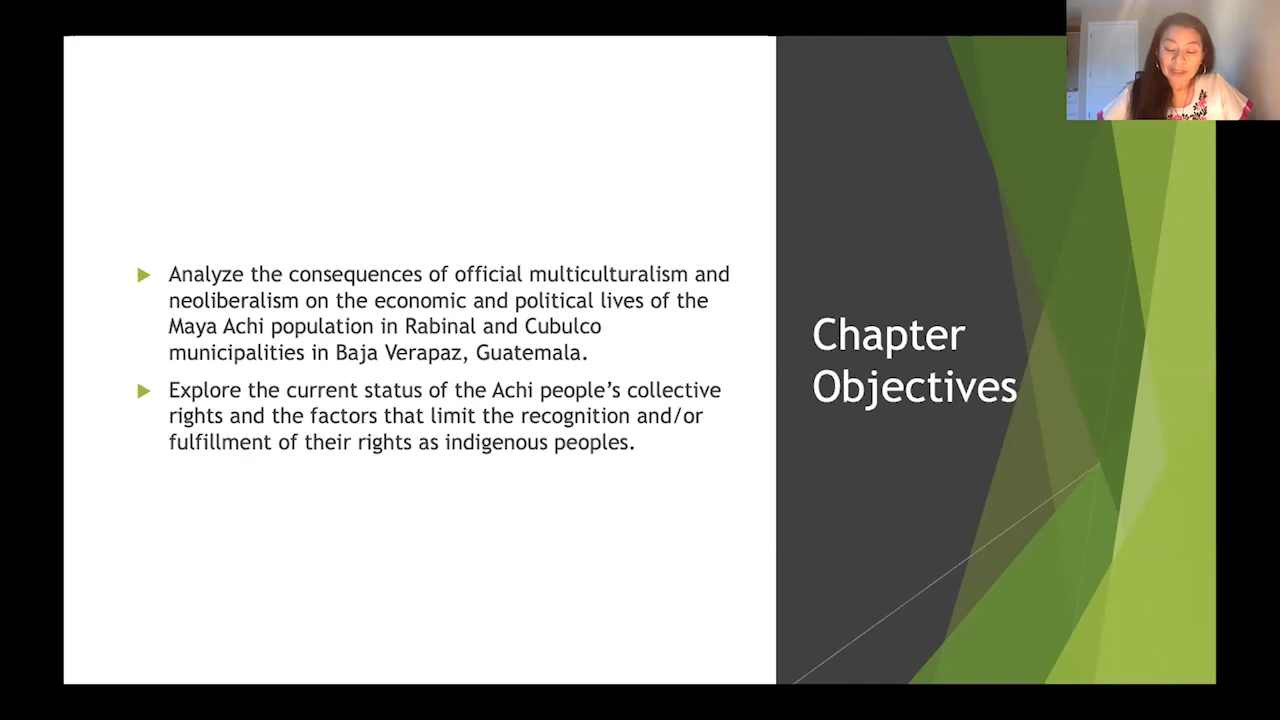 Analyze the consequences of official multiculturalism and
neoliberalism on the economic and political lives of the
Maya Achi population in Rabinal and Cubulco
municipalities in Baja Verapaz, Guatemala.
Explore the current status of the Achi people’s collective
rights and the factors that limit the recognition and/or
fulfillment of their rights as indigenous peoples.
Chapter
Objectives